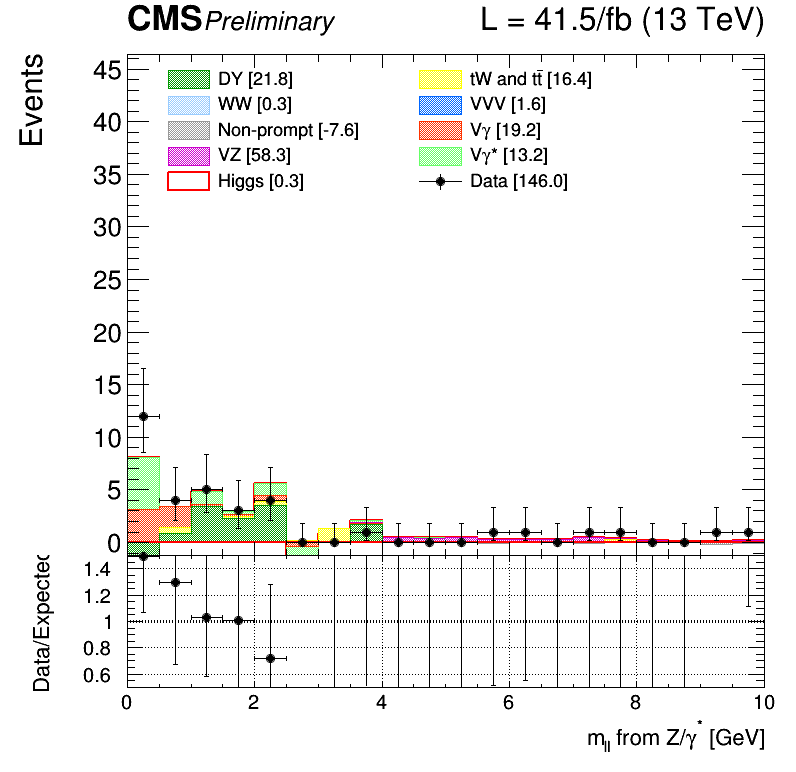 CMS Preliminary L = 41.5/fb (13 TeV)
Events
DY [21.8]
WW [0.3]
Non-prompt [-7.6]
VZ [58.3]
Higgs [0.3]
tW and tt̄ [16.4]
VVV [1.6]
Vγ [19.2]
Vγ* [13.2]
Data [146.0]
45
40
35
30
25
20
15
10
5
0
Data/Expected
1.4
1.2
1
0.8
0.6
0 2 4 6 8 10
m_ll from Z/γ* [GeV]